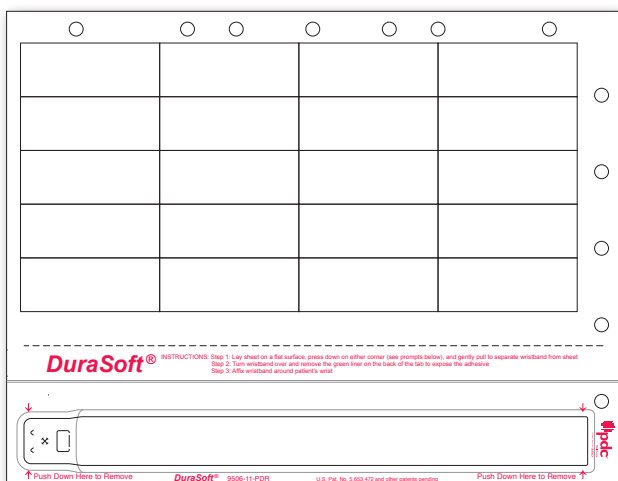 DuraSoft®
INSTRUCTIONS: Step 1: Lay sheet on a flat surface, press down on either corner (see prompts below), and gently pull to separate wristband from sheet
Step 2: Turn wristband over and remove the green liner on the back of the tab to expose the adhesive
Step 3: Affix wristband around patient's wrist
pdc
Push Down Here to Remove
DuraSoft® 9506-11-PDR
U.S. Pat. No. 5,653,472 and other patents pending
Push Down Here to Remove